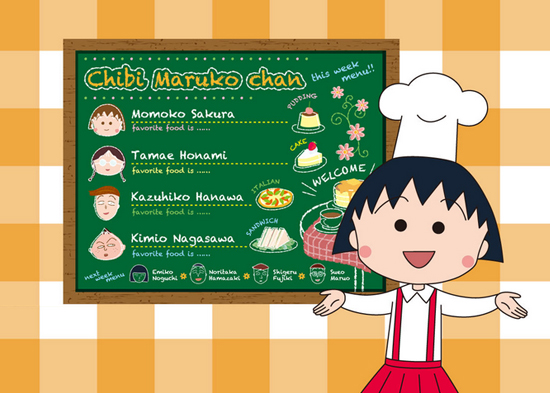 Chibi Maruko chan
this week
menu!!
Momoko Sakura
favorite food is ......
PUDDING
Tamae Honami
favorite food is ......
CAKE
WELCOME
Kazuhiko Hanawa
favorite food is ......
ITALIAN
Kimio Nagasawa
favorite food is ......
SANDWICH
next
week
menu
Emiko
Noguchi
Noritaka
Hamazaki
Shigeru
Fujiki
Sueo
Maruo